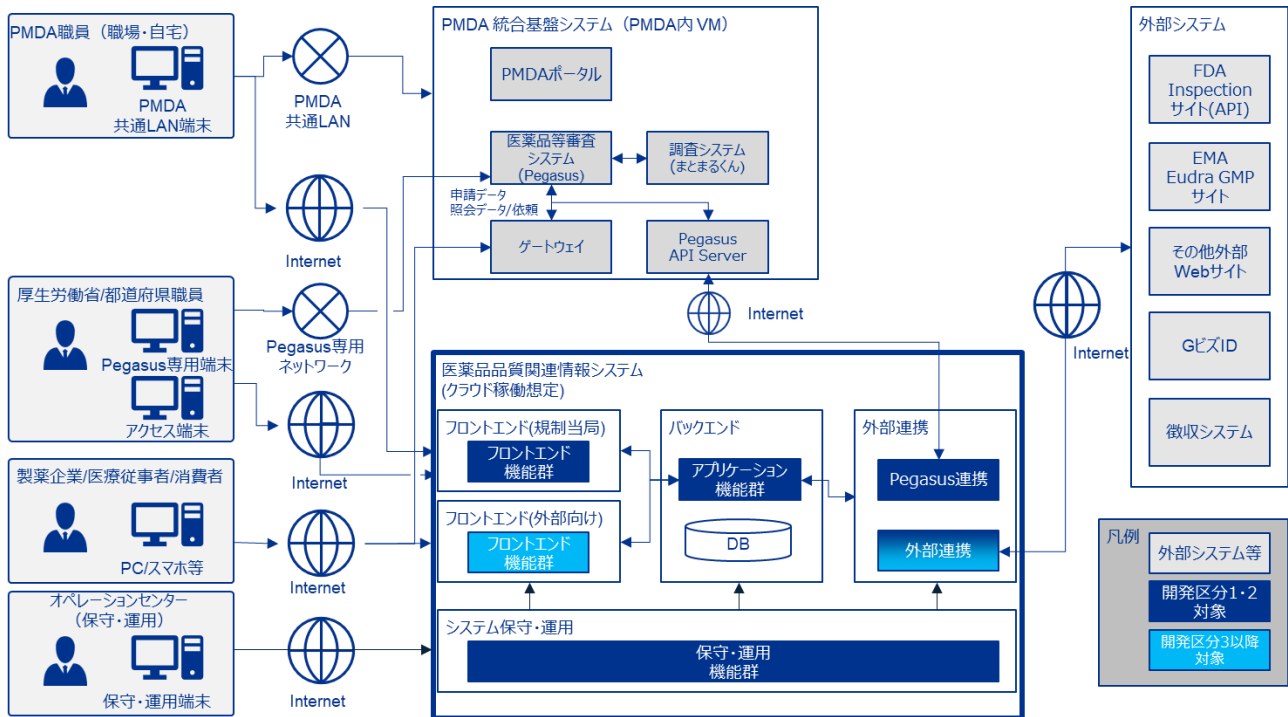 PMDA職員（職場・自宅）
PMDA
共通LAN端末
PMDA
共通LAN
Internet
厚生労働省/都道府県職員
Pegasus専用端末
アクセス端末
Pegasus専用
ネットワーク
Internet
製薬企業/医療従事者/消費者
PC/スマホ等
Internet
オペレーションセンター
（保守・運用）
保守・運用端末
Internet
PMDA 統合基盤システム（PMDA内 VM）
PMDAポータル
医薬品等審査
システム
(Pegasus)
調査システム
(まとまるくん)
申請データ
照会データ/依頼
ゲートウェイ
Pegasus
API Server
Internet
医薬品品質関連情報システム
(クラウド稼働想定)
フロントエンド(規制当局)
フロントエンド
機能群
フロントエンド(外部向け)
フロントエンド
機能群
バックエンド
アプリケーション
機能群
DB
外部連携
Pegasus連携
外部連携
システム保守・運用
保守・運用
機能群
Internet
外部システム
FDA
Inspection
サイト(API)
EMA
Eudra GMP
サイト
その他外部
Webサイト
GビズID
徴収システム
凡例
外部システム等
開発区分1・2
対象
開発区分3以降
対象